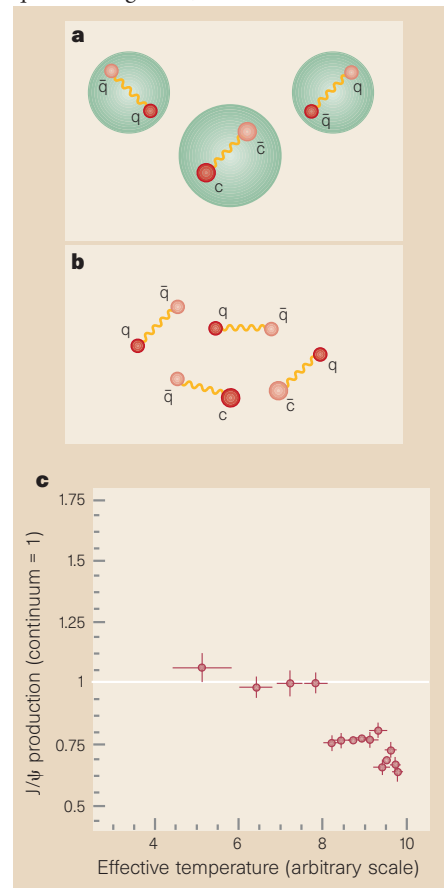 a
q̄
q
q
q̄
c̄
c
b
q̄
q
q
q̄
q
q̄
c
c̄
c
1.75
1.5
1.25
1
0.75
0.5
J/ψ production (continuum = 1)
4
6
8
10
Effective temperature (arbitrary scale)